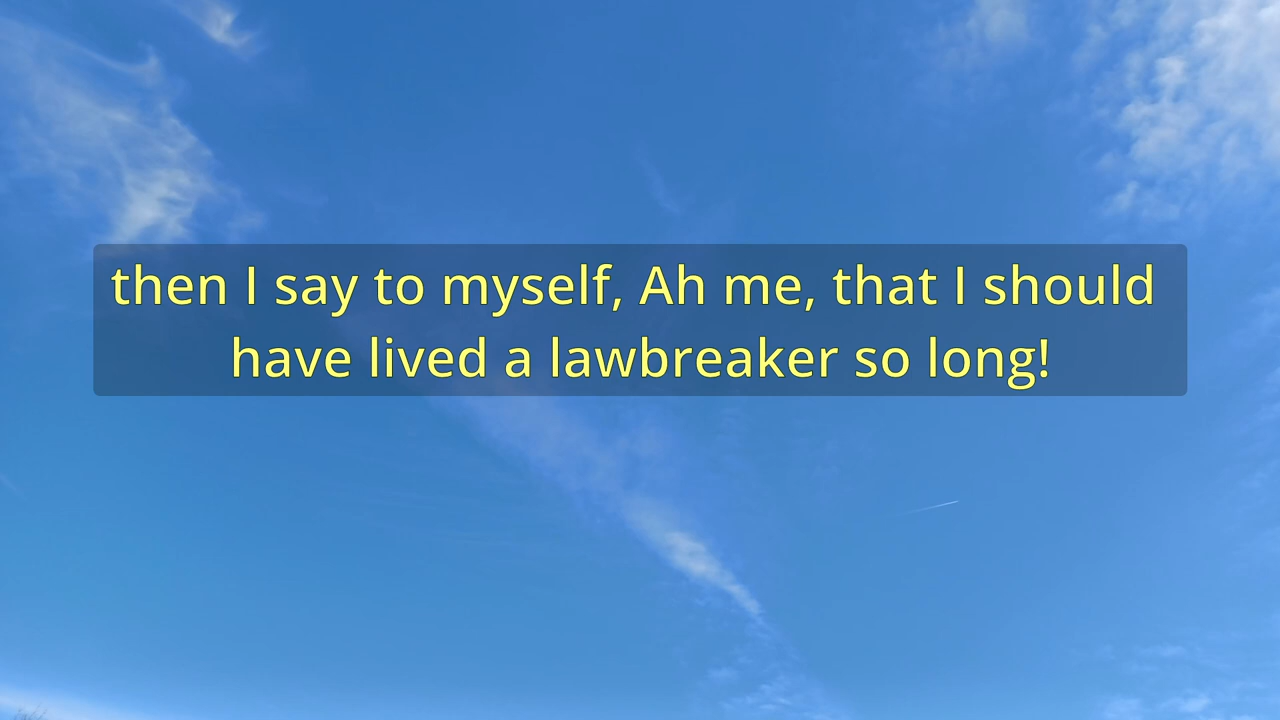 then I say to myself, Ah me, that I should
have lived a lawbreaker so long!